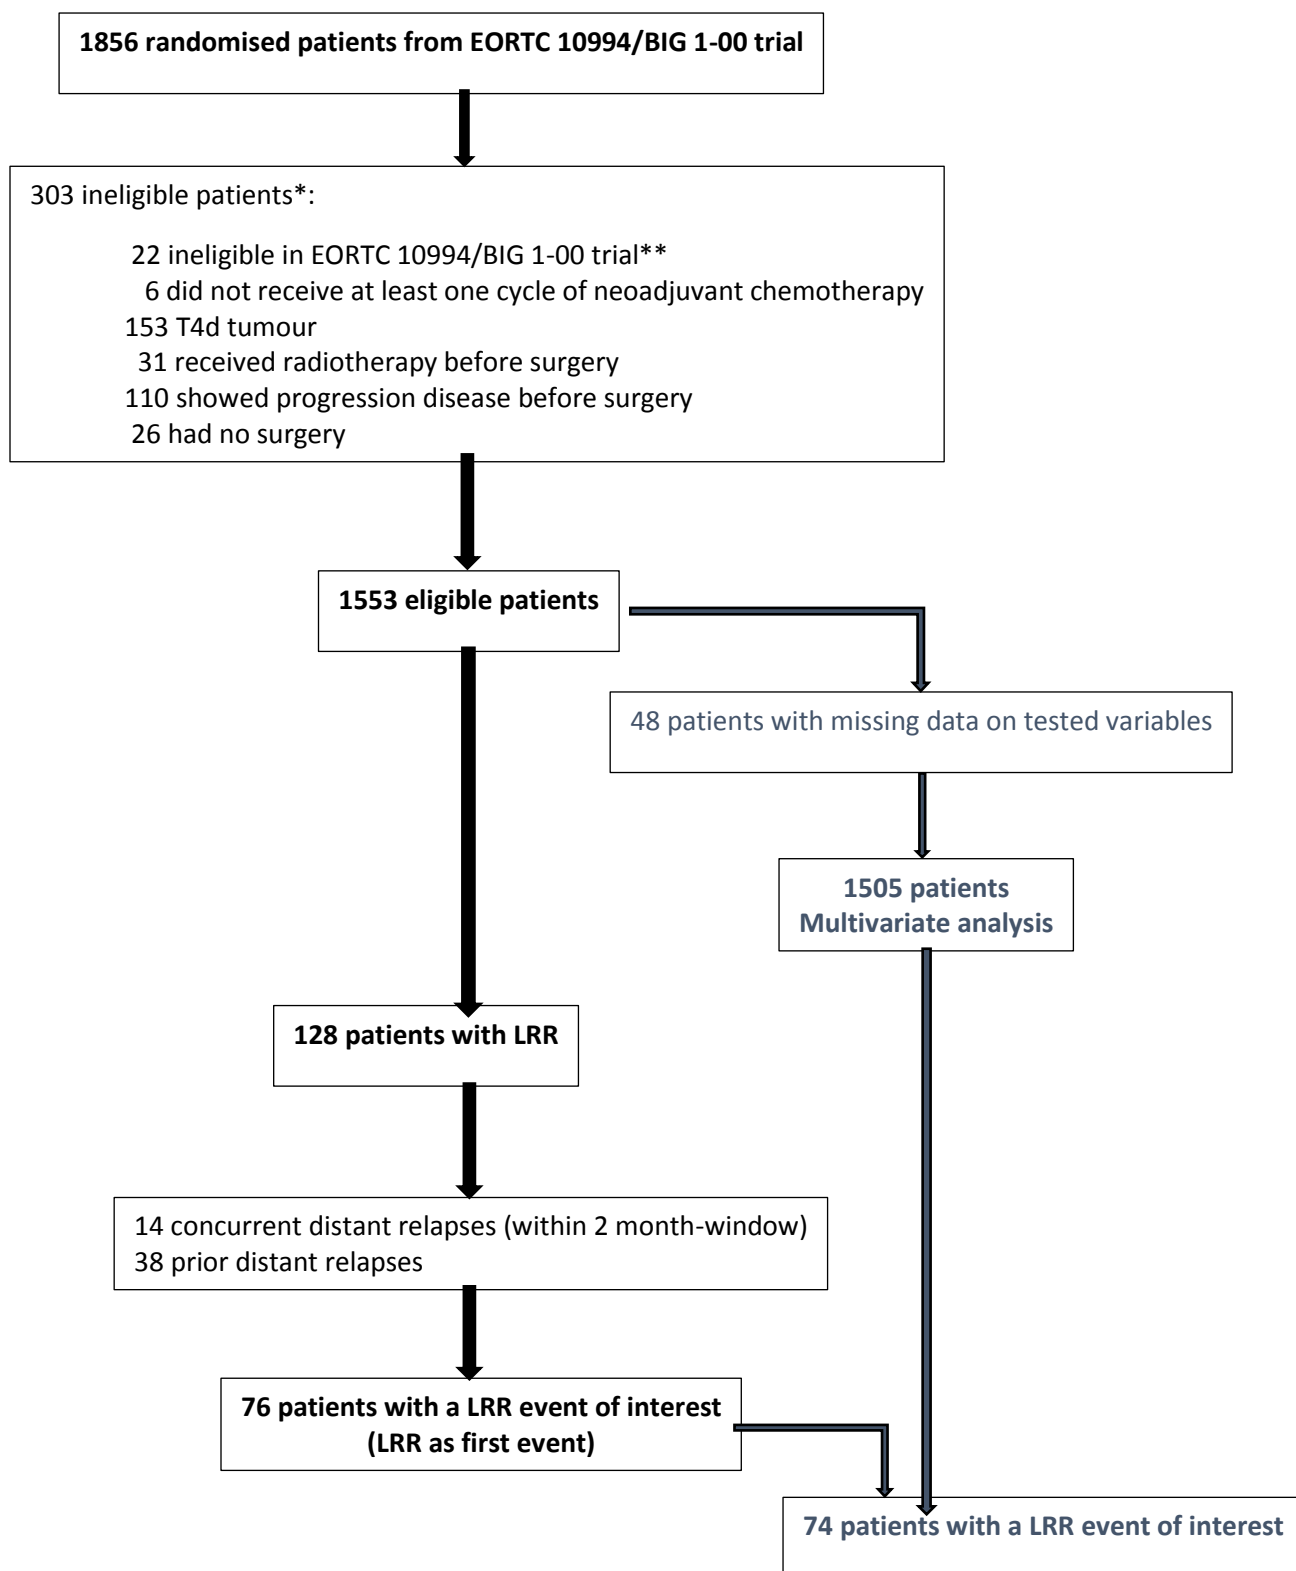 1856 randomised patients from EORTC 10994/BIG 1-00 trial
303 ineligible patients*:
22 ineligible in EORTC 10994/BIG 1-00 trial**
6 did not receive at least one cycle of neoadjuvant chemotherapy
153 T4d tumour
31 received radiotherapy before surgery
110 showed progression disease before surgery
26 had no surgery
1553 eligible patients
48 patients with missing data on tested variables
1505 patients
Multivariate analysis
128 patients with LRR
14 concurrent distant relapses (within 2 month-window)
38 prior distant relapses
76 patients with a LRR event of interest
(LRR as first event)
74 patients with a LRR event of interest